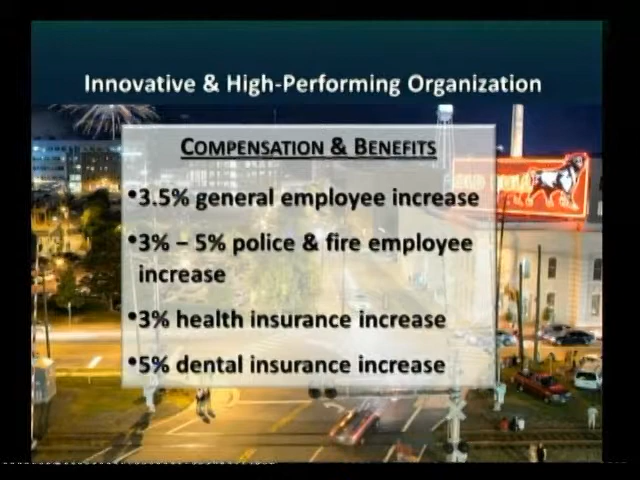 Innovative & High-Performing Organization
COMPENSATION & BENEFITS
•3.5% general employee increase
•3% – 5% police & fire employee
increase
•3% health insurance increase
•5% dental insurance increase